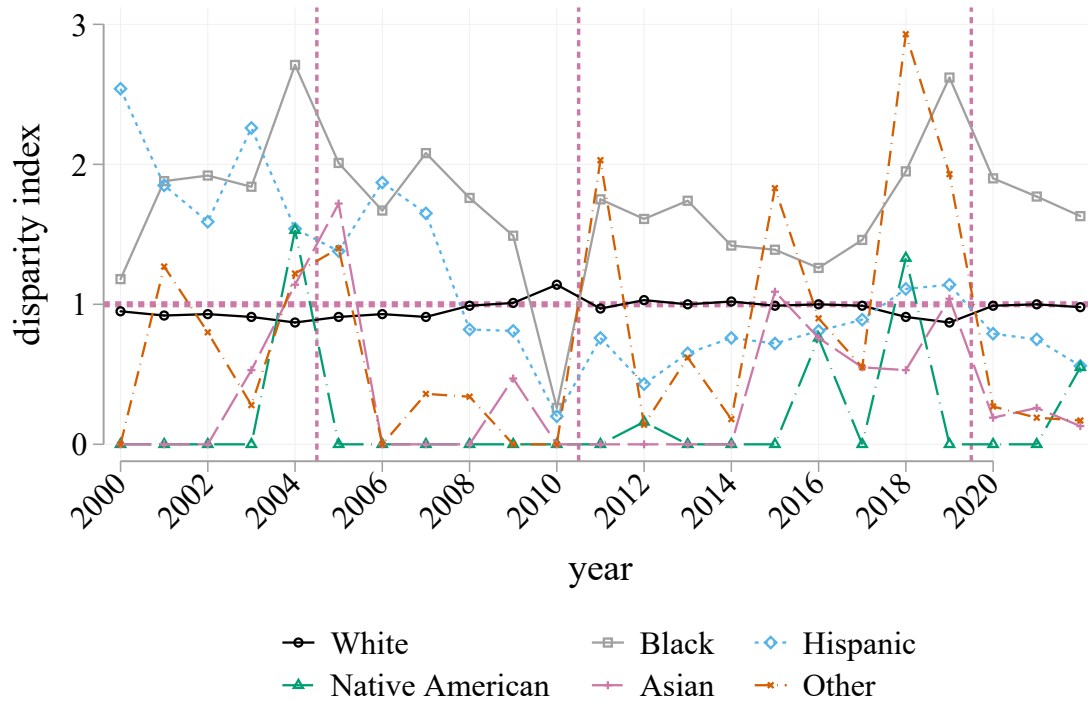 disparity index
3
2
1
0
2000 2002 2004 2006 2008 2010 2012 2014 2016 2018 2020
year
White Black Hispanic
Native American Asian Other